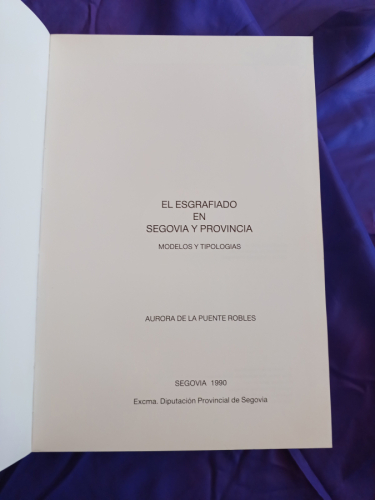 EL ESGRAFIADO
EN
SEGOVIA Y PROVINCIA
MODELOS Y TIPOLOGIAS
AURORA DE LA PUENTE ROBLES
SEGOVIA 1990
Excma. Diputación Provincial de Segovia